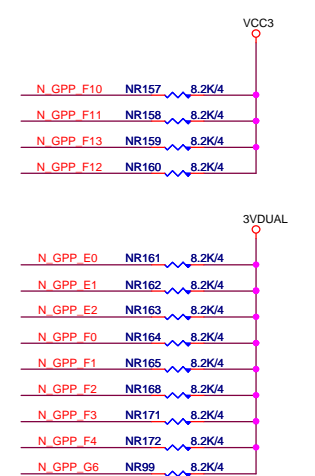 VCC3
N_GPP_F10 NR157 8.2K/4
N_GPP_F11 NR158 8.2K/4
N_GPP_F13 NR159 8.2K/4
N_GPP_F12 NR160 8.2K/4
3VDUAL
N_GPP_E0 NR161 8.2K/4
N_GPP_E1 NR162 8.2K/4
N_GPP_E2 NR163 8.2K/4
N_GPP_F0 NR164 8.2K/4
N_GPP_F1 NR165 8.2K/4
N_GPP_F2 NR168 8.2K/4
N_GPP_F3 NR171 8.2K/4
N_GPP_F4 NR172 8.2K/4
N_GPP_G6 NR99 8.2K/4